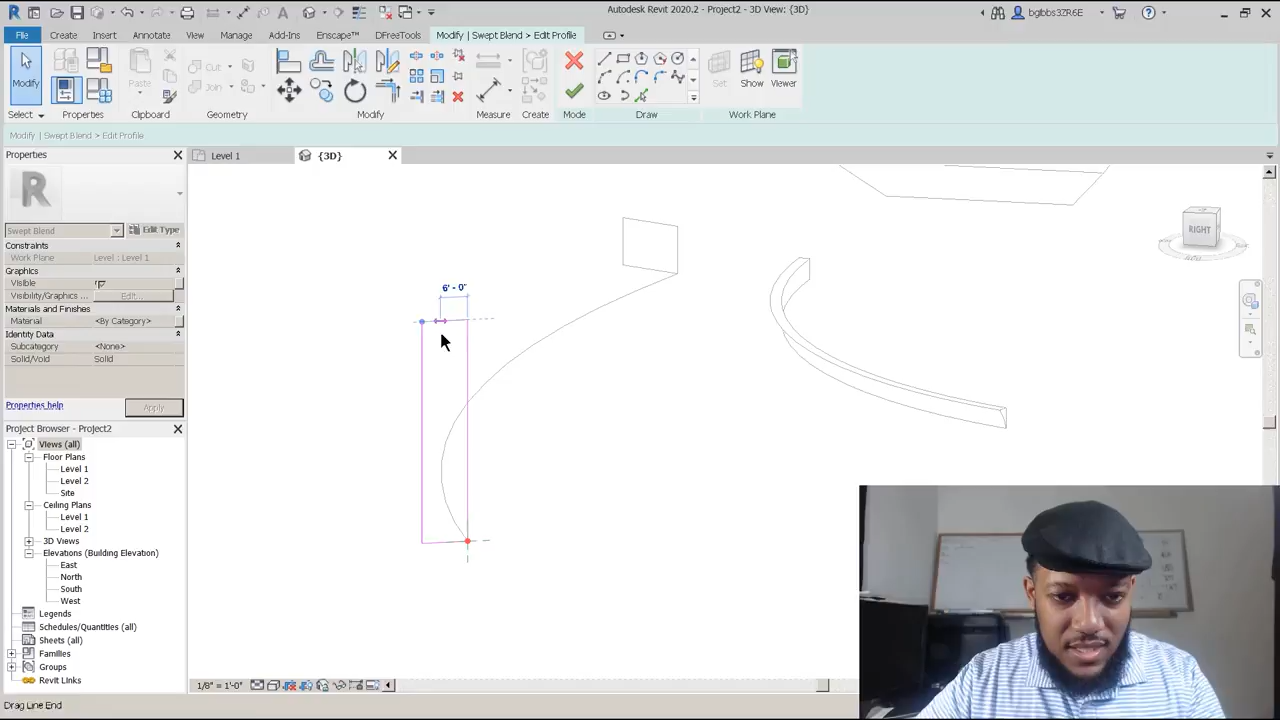 Autodesk Revit 2020.2 - Project2 - 3D View: {3D}
bgibbs3ZR6E
File Create Insert Annotate View Manage Add-Ins Enscape™ DFreeTools Modify | Swept Blend > Edit Profile
Modify
Paste
Cut
Join
Set
Show
Viewer
Select Properties Clipboard Geometry Modify Measure Create Mode Draw Work Plane
Modify | Swept Blend > Edit Profile
Properties
Level 1
{3D}
R
Swept Blend
Edit Type
Constraints
Work Plane Level : Level 1
Graphics
Visible
Visibility/Graphics ... Edit...
Materials and Finishes
Material <By Category>
Identity Data
Subcategory <None>
Solid/Void Solid
Properties help
Apply
Project Browser - Project2
Views (all)
Floor Plans
Level 1
Level 2
Site
Ceiling Plans
Level 1
Level 2
3D Views
Elevations (Building Elevation)
East
North
South
West
Legends
Schedules/Quantities (all)
Sheets (all)
Families
Groups
Revit Links
6' - 0"
RIGHT
1/8" = 1'-0"
Drag Line End